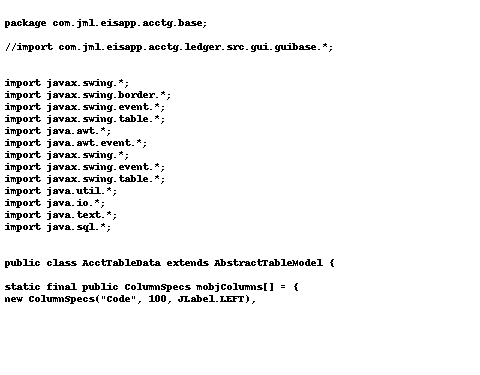 package com.jml.eisapp.acctg.base;
//import com.jml.eisapp.acctg.ledger.src.gui.guibase.*;
import javax.swing.*;
import javax.swing.border.*;
import javax.swing.event.*;
import javax.swing.table.*;
import java.awt.*;
import java.awt.event.*;
import javax.swing.*;
import javax.swing.event.*;
import javax.swing.table.*;
import java.util.*;
import java.io.*;
import java.text.*;
import java.sql.*;
public class AcctTableData extends AbstractTableModel {
static final public ColumnSpecs mobjColumns[] = {
new ColumnSpecs("Code", 100, JLabel.LEFT),